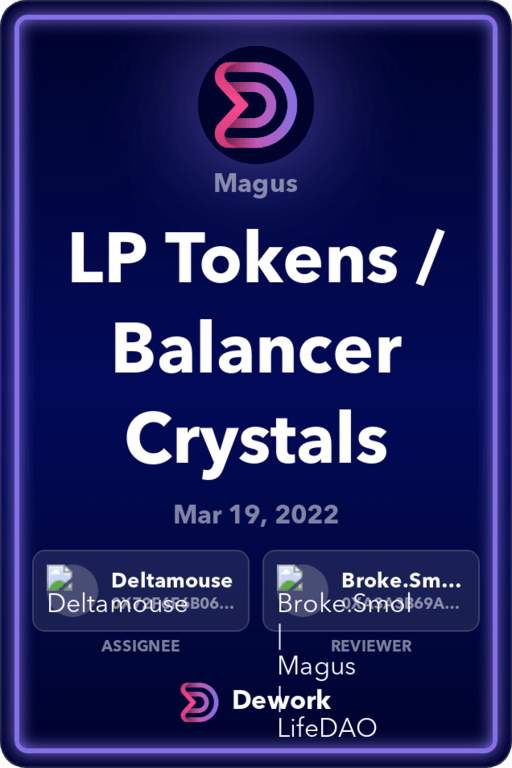 Magus
LP Tokens /
Balancer
Crystals
Mar 19, 2022
Deltamouse
Deltamouse
ASSIGNEE
Broke.Sm...
Broke.Smol
|
Magus
|
LifeDAO
REVIEWER
Dework